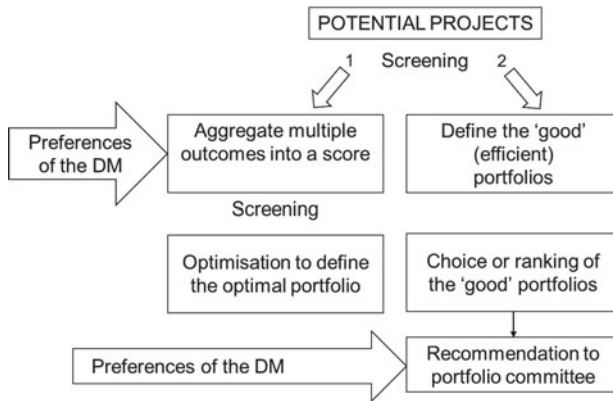 POTENTIAL PROJECTS
1 Screening 2
Preferences
of the DM
Aggregate multiple
outcomes into a score
Define the ‘good’
(efficient)
portfolios
Screening
Optimisation to define
the optimal portfolio
Choice or ranking of
the ‘good’ portfolios
Preferences of the DM
Recommendation to
portfolio committee